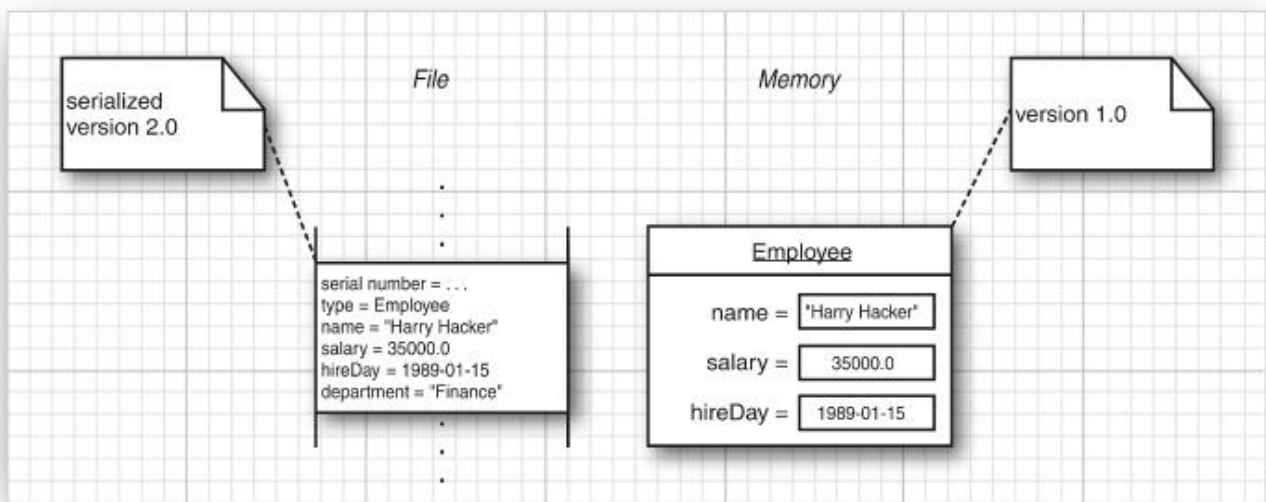 File
Memory
serialized
version 2.0
version 1.0
serial number = . . .
type = Employee
name = "Harry Hacker"
salary = 35000.0
hireDay = 1989-01-15
department = "Finance"
Employee
name = "Harry Hacker"
salary = 35000.0
hireDay = 1989-01-15